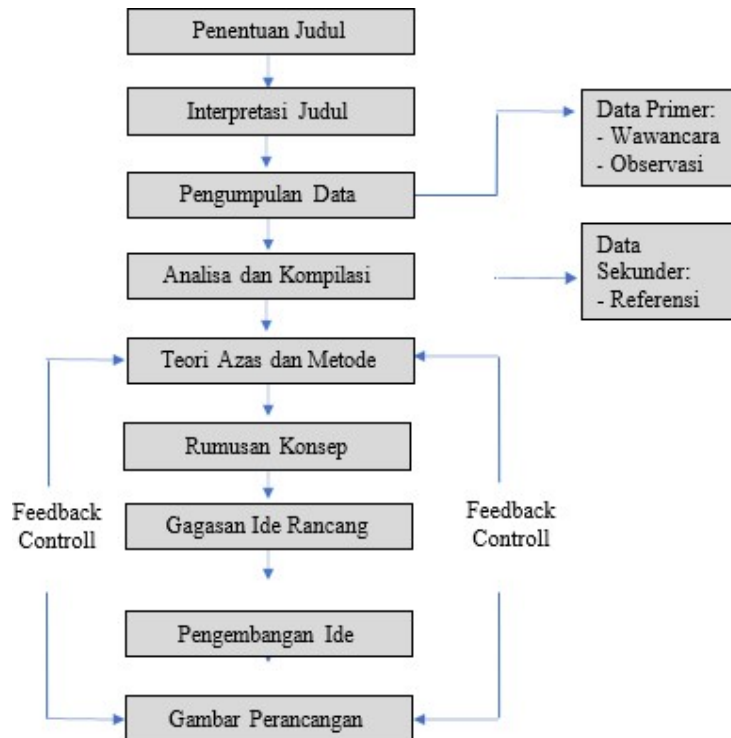 Penentuan Judul
Interpretasi Judul
Pengumpulan Data
Data Primer:
- Wawancara
- Observasi
Analisa dan Kompilasi
Data
Sekunder:
- Referensi
Teori Azas dan Metode
Rumusan Konsep
Feedback
Controll
Gagasan Ide Rancang
Feedback
Controll
Pengembangan Ide
Gambar Perancangan